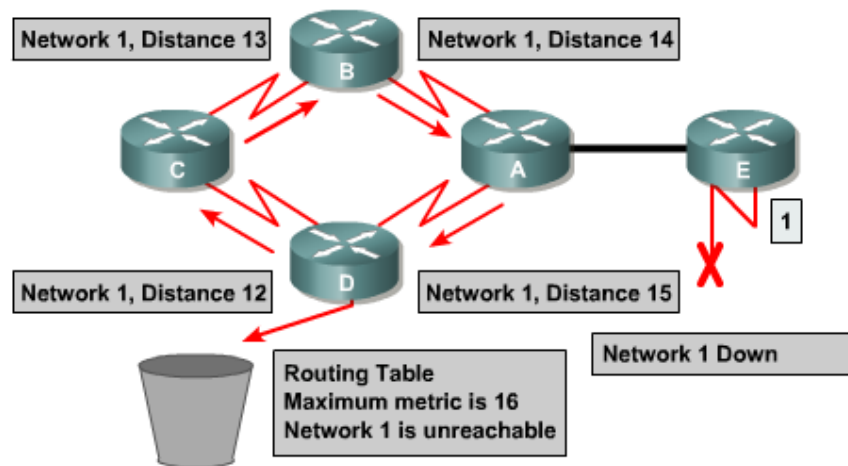 Network 1, Distance 13
B
Network 1, Distance 14
C
A
E
1
D
Network 1, Distance 12
Network 1, Distance 15
Network 1 Down
Routing Table
Maximum metric is 16
Network 1 is unreachable